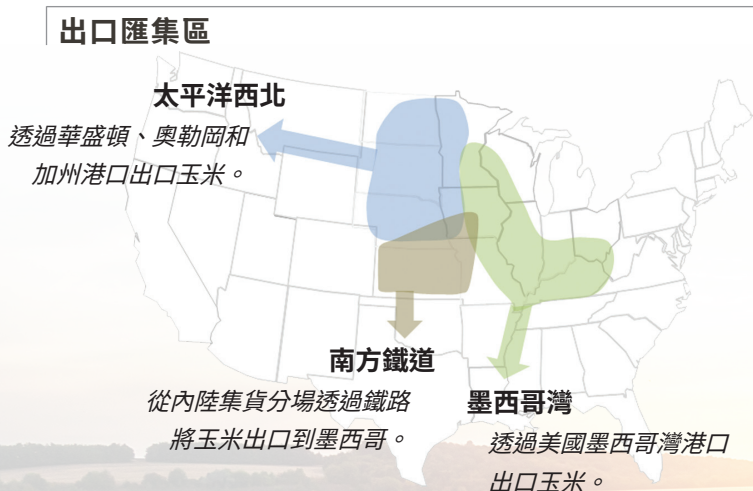 出口匯集區
太平洋西北
透過華盛頓、奧勒岡和
加州港口出口玉米。
南方鐵道
從內陸集貨分場透過鐵路
將玉米出口到墨西哥。
墨西哥灣
透過美國墨西哥灣港口
出口玉米。